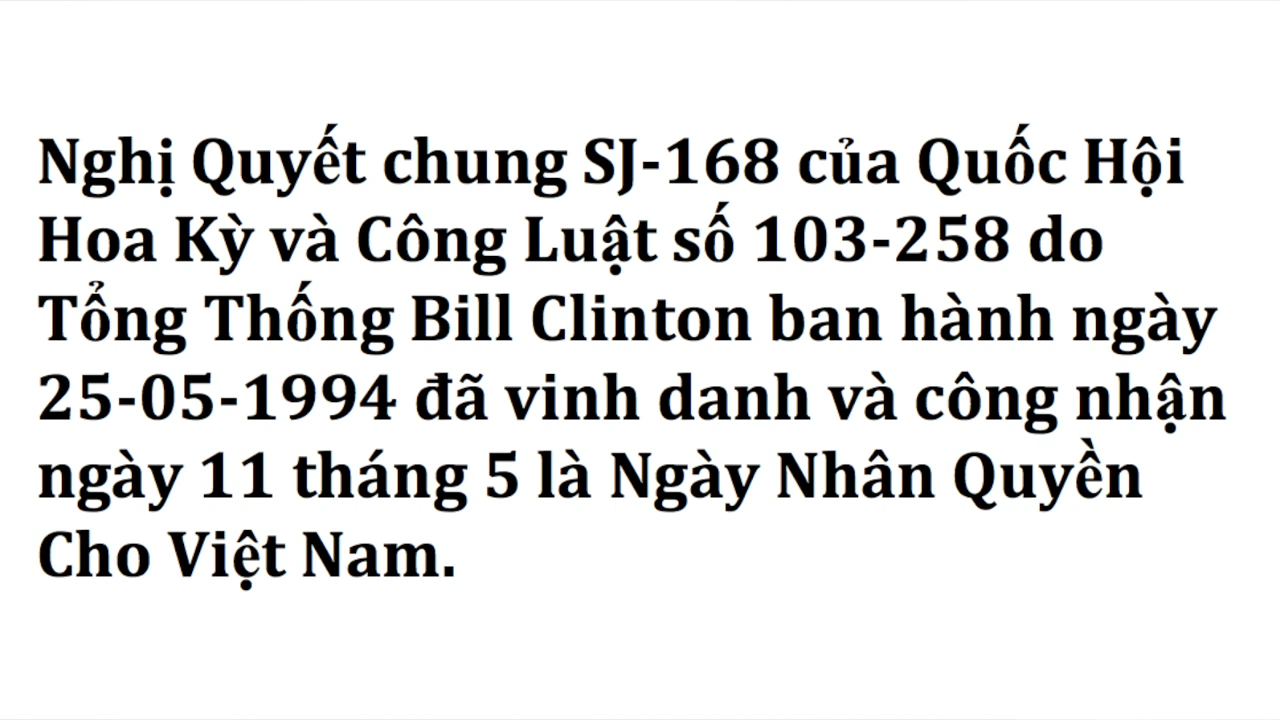 Nghị Quyết chung SJ-168 của Quốc Hội
Hoa Kỳ và Công Luật số 103-258 do
Tổng Thống Bill Clinton ban hành ngày
25-05-1994 đã vinh danh và công nhận
ngày 11 tháng 5 là Ngày Nhân Quyền
Cho Việt Nam.